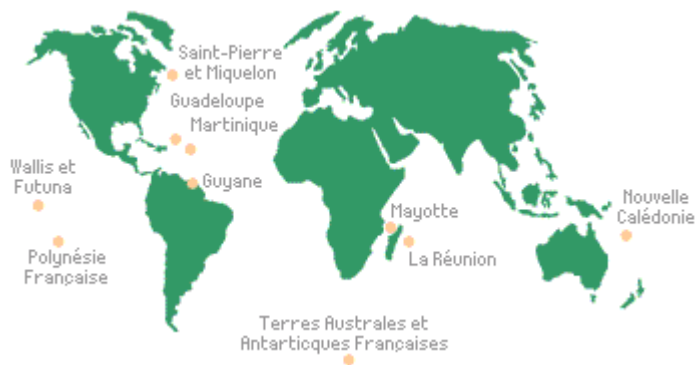 Saint-Pierre
et Miquelon
Guadeloupe
Martinique
Wallis et
Futuna
Guyane
Nouvelle
Calédonie
Mayotte
Polynésie
Française
La Réunion
Terres Australes et
Antarticques Françaises